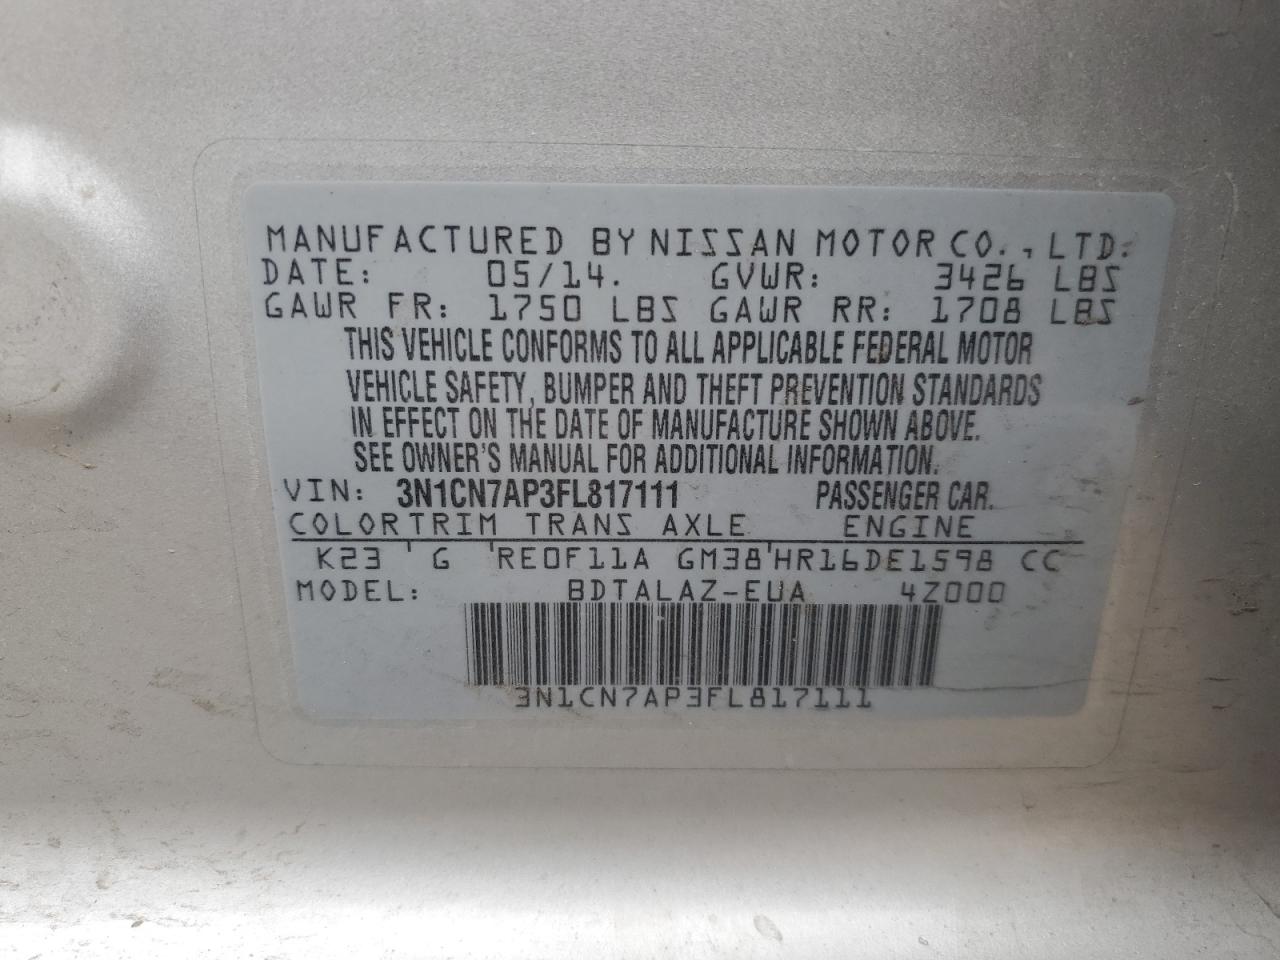 MANUFACTURED BY NISSAN MOTOR CO., LTD.
DATE: 05/14. GVWR: 3426 LBS
GAWR FR: 1750 LBS GAWR RR: 1708 LBS
THIS VEHICLE CONFORMS TO ALL APPLICABLE FEDERAL MOTOR
VEHICLE SAFETY, BUMPER AND THEFT PREVENTION STANDARDS
IN EFFECT ON THE DATE OF MANUFACTURE SHOWN ABOVE.
SEE OWNER'S MANUAL FOR ADDITIONAL INFORMATION.
VIN: 3N1CN7AP3FL817111 PASSENGER CAR.
COLORTRIM TRANS AXLE ENGINE
K23 ' G 'RE0F11A GM38'HR16DE1598 CC
MODEL: BDTALAZ-EUA 4Z000
3N1CN7AP3FL817111